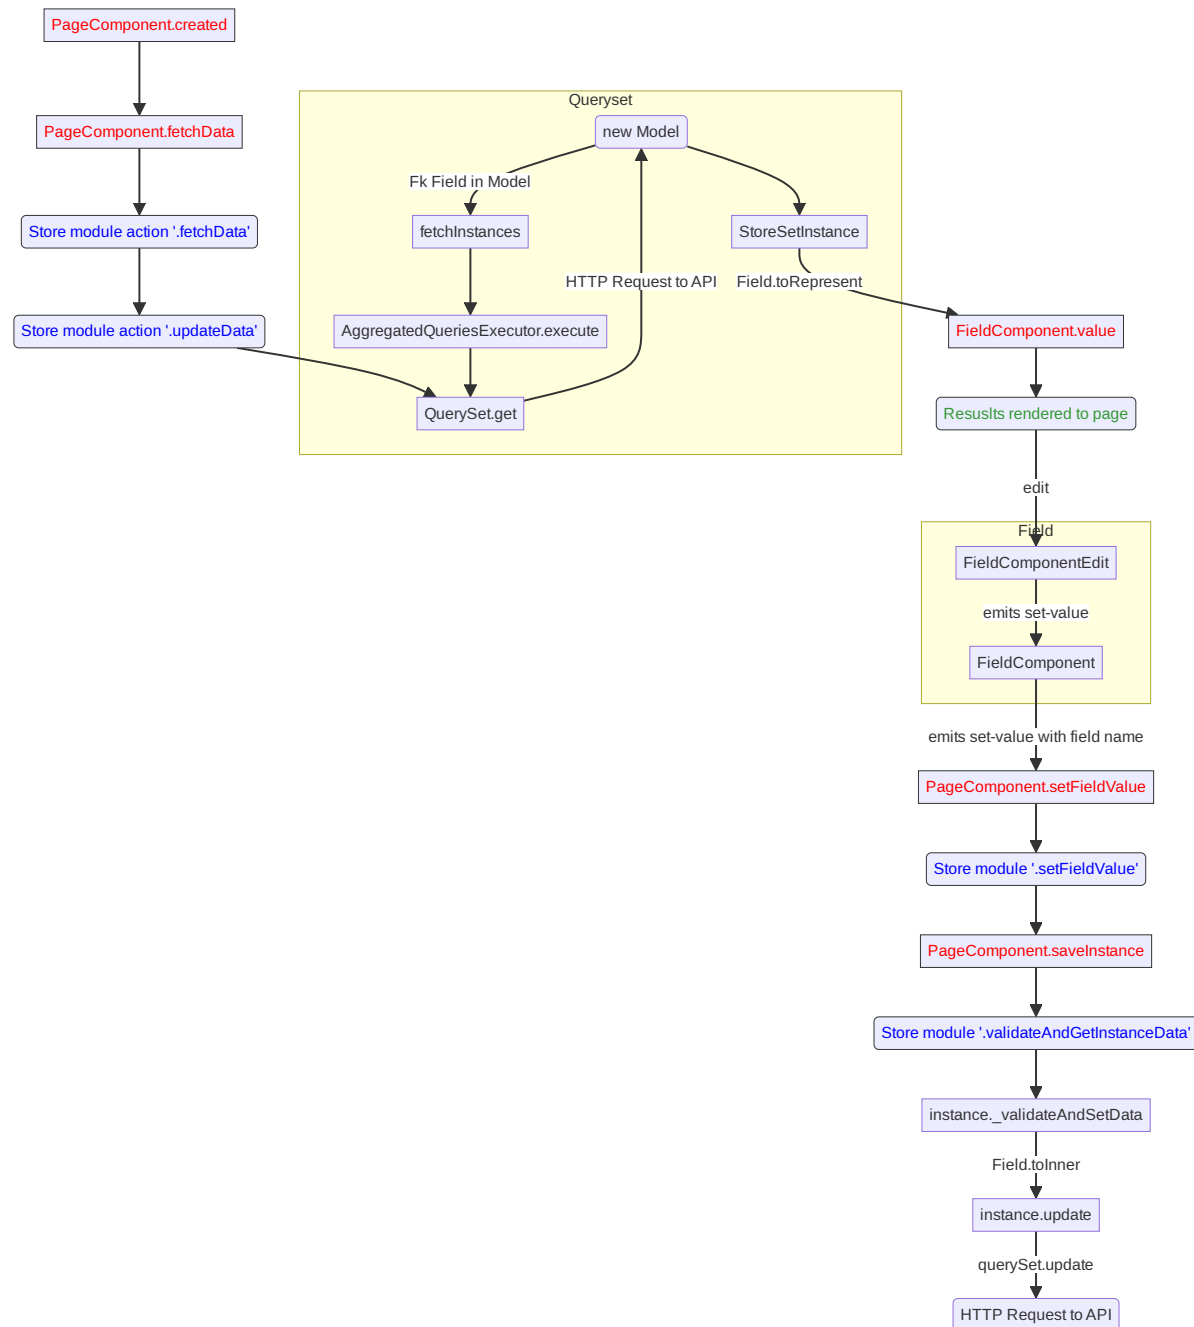 PageComponent.created
PageComponent.fetchData
Store module action '.fetchData'
Store module action '.updateData'
Queryset
new Model
Fk Field in Model
fetchInstances
StoreSetInstance
HTTP Request to API
Field.toRepresent
AggregatedQueriesExecutor.execute
QuerySet.get
FieldComponent.value
Resuslts rendered to page
edit
Field
FieldComponentEdit
emits set-value
FieldComponent
emits set-value with field name
PageComponent.setFieldValue
Store module '.setFieldValue'
PageComponent.saveInstance
Store module '.validateAndGetInstanceData'
instance._validateAndSetData
Field.toInner
instance.update
querySet.update
HTTP Request to API